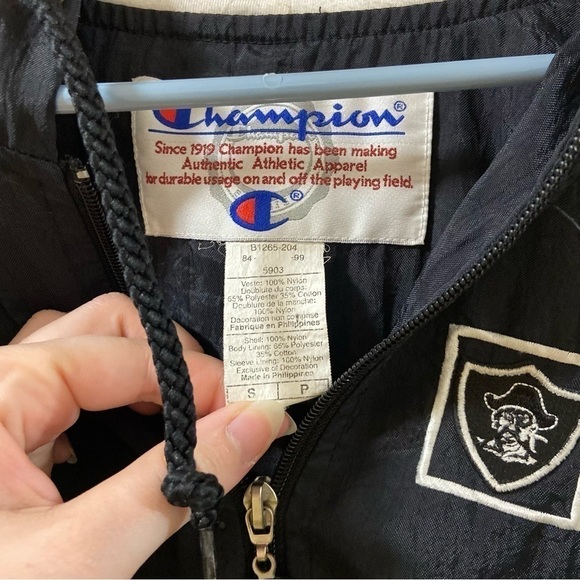 Champion®
Since 1919 Champion has been making
Authentic Athletic Apparel
for durable usage on and off the playing field.
®
B1265-204
84- -99
5903
Veste: 100% Nylon
Doublure du corps:
65% Polyester 35% Cotton
Doublure de la manche:
100% Nylon
Decoration non comprise
Fabrique en Philippines
Shell: 100% Nylon
Body Lining: 65% Polyester
35% Cotton
Sleeve Lining: 100% Nylon
Exclusive of Decoration
Made in Philippines
S P